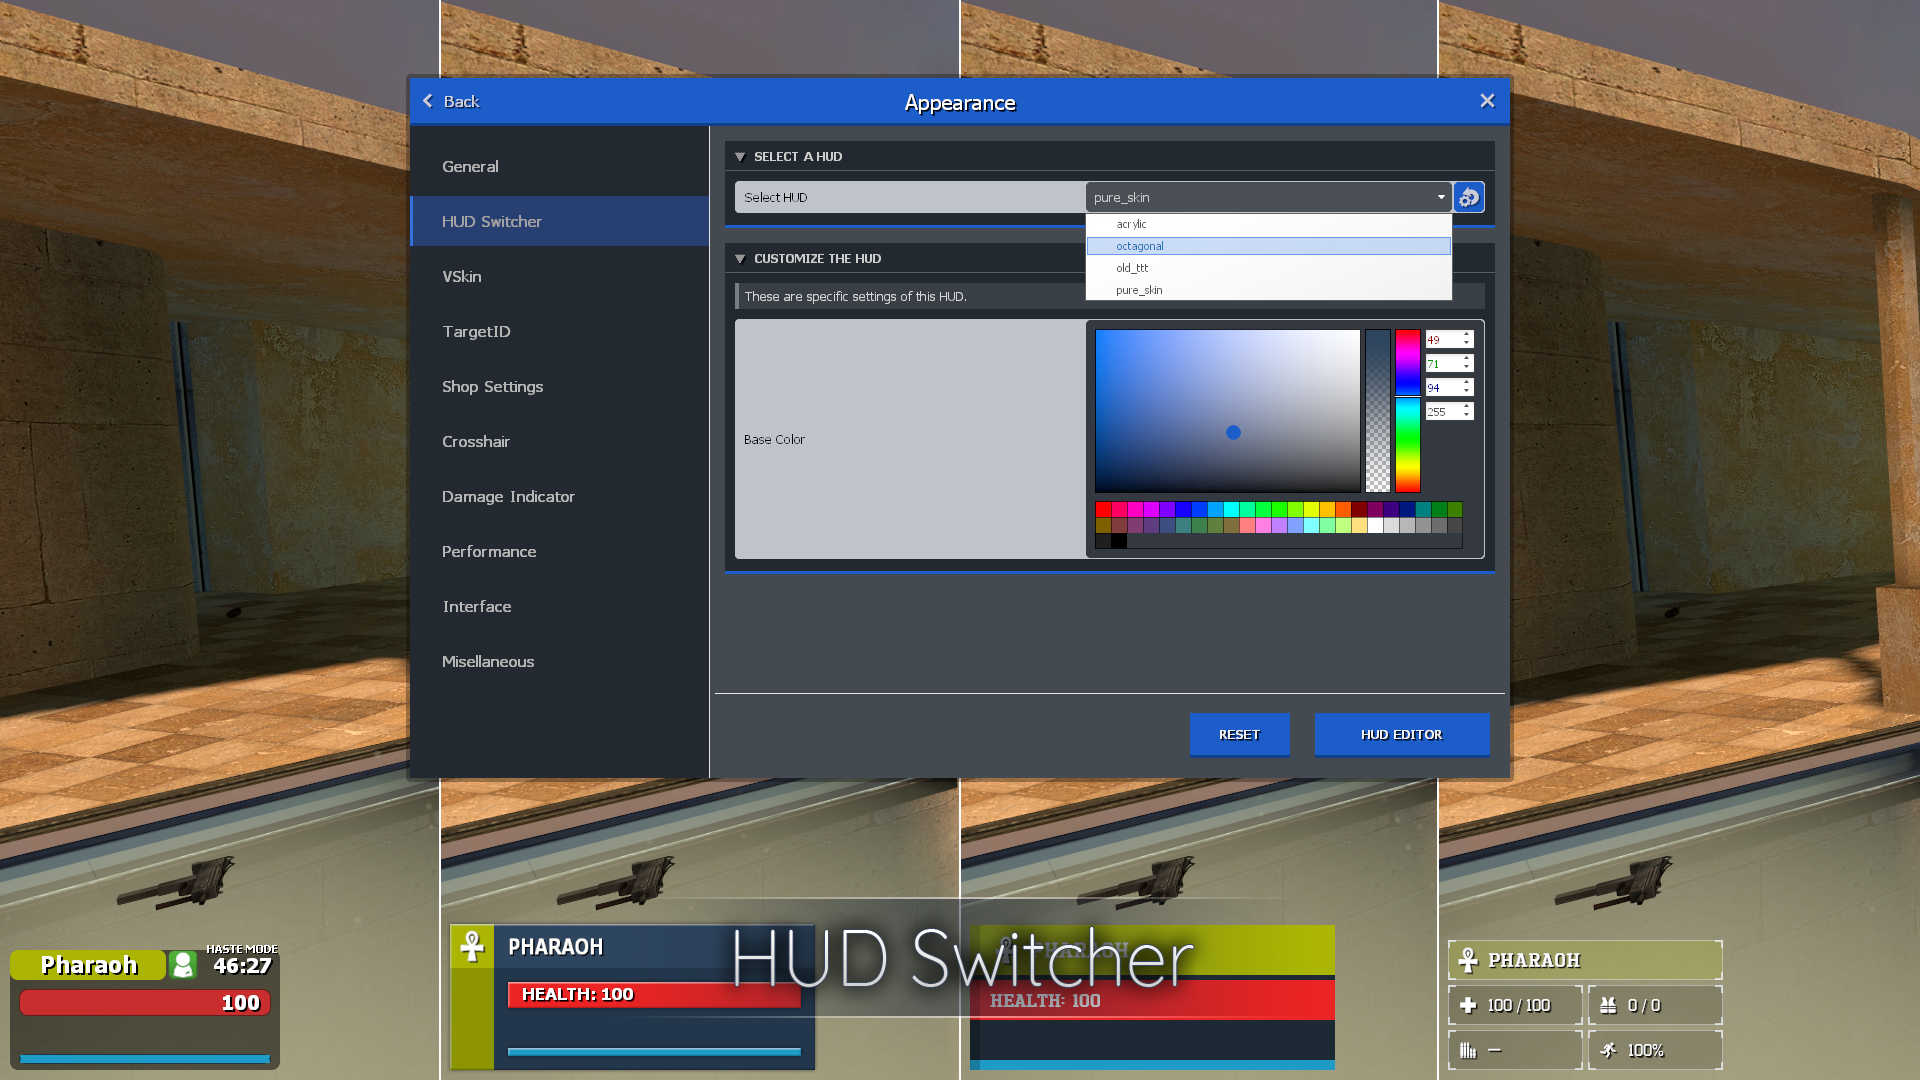 Back
Appearance
General
HUD Switcher
VSkin
TargetID
Shop Settings
Crosshair
Damage Indicator
Performance
Interface
Misellaneous
SELECT A HUD
Select HUD
pure_skin
acrylic
octagonal
old_ttt
pure_skin
CUSTOMIZE THE HUD
These are specific settings of this HUD.
Base Color
49
71
94
255
RESET
HUD EDITOR
HUD Switcher
Pharaoh
HASTE MODE
46:27
100
PHARAOH
HEALTH: 100
PHARAOH
HEALTH: 100
PHARAOH
100 / 100
0 / 0
—
100%